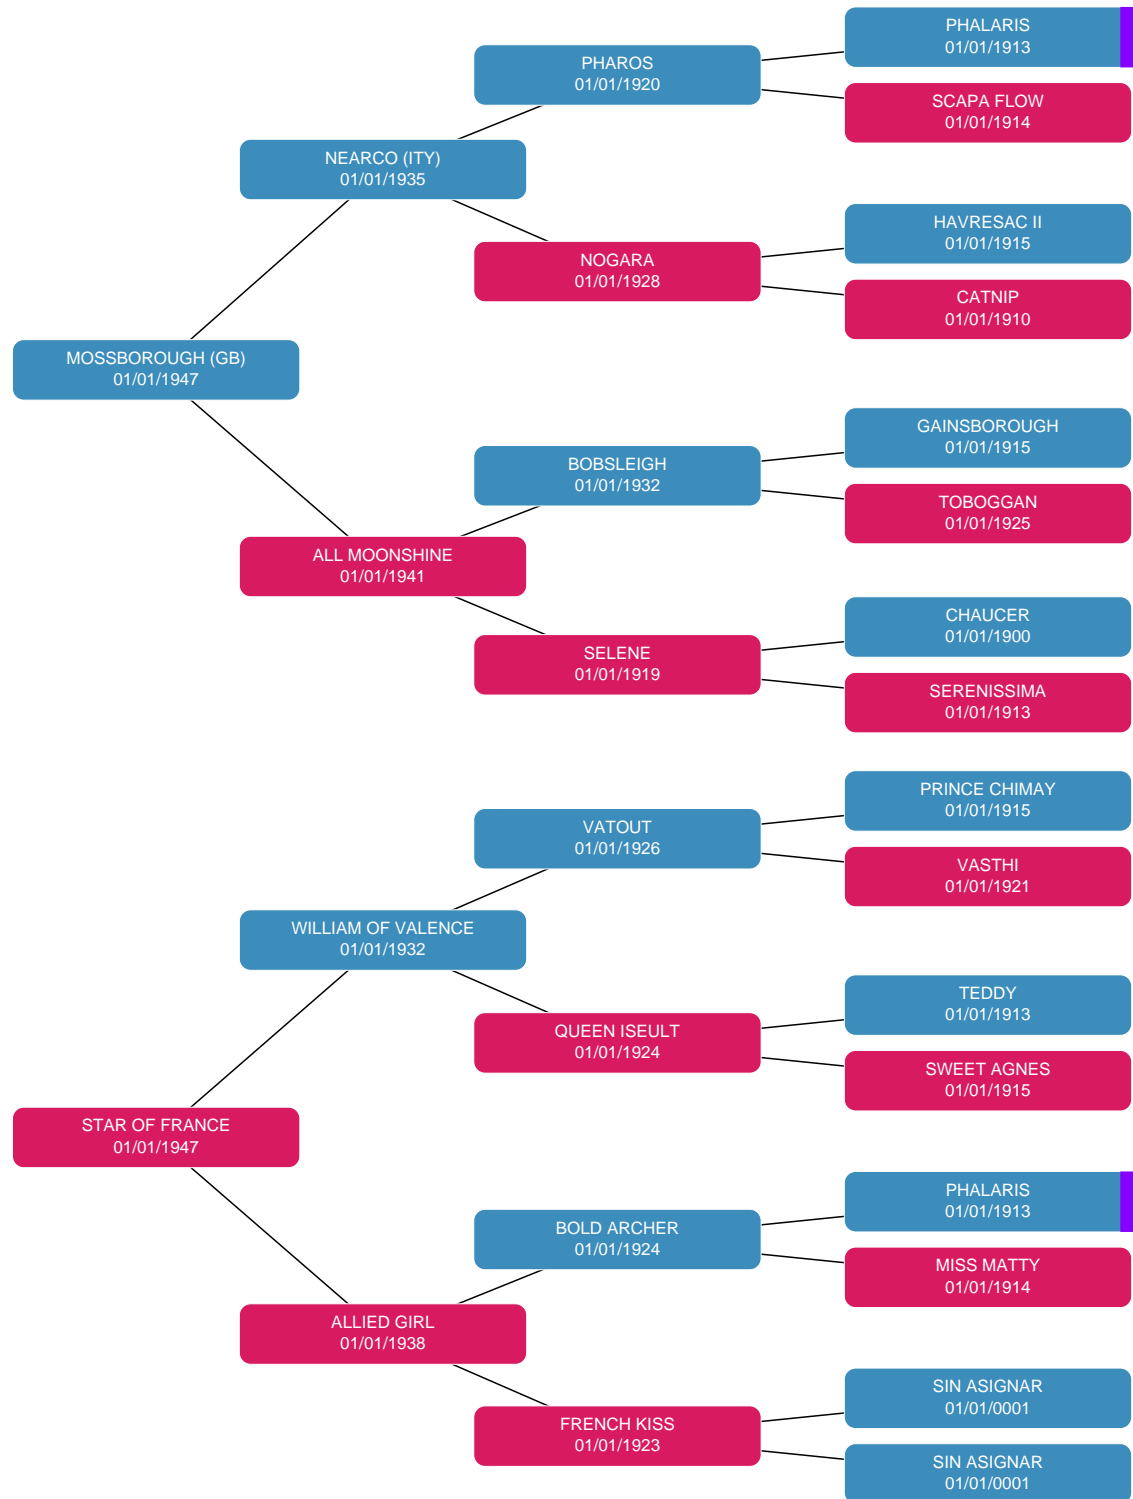 PHALARIS
01/01/1913
PHAROS
01/01/1920
SCAPA FLOW
01/01/1914
NEARCO (ITY)
01/01/1935
HAVRESAC II
01/01/1915
NOGARA
01/01/1928
CATNIP
01/01/1910
MOSSBOROUGH (GB)
01/01/1947
GAINSBOROUGH
01/01/1915
BOBSLEIGH
01/01/1932
TOBOGGAN
01/01/1925
ALL MOONSHINE
01/01/1941
CHAUCER
01/01/1900
SELENE
01/01/1919
SERENISSIMA
01/01/1913
PRINCE CHIMAY
01/01/1915
VATOUT
01/01/1926
VASTHI
01/01/1921
WILLIAM OF VALENCE
01/01/1932
TEDDY
01/01/1913
QUEEN ISEULT
01/01/1924
SWEET AGNES
01/01/1915
STAR OF FRANCE
01/01/1947
PHALARIS
01/01/1913
BOLD ARCHER
01/01/1924
MISS MATTY
01/01/1914
ALLIED GIRL
01/01/1938
SIN ASIGNAR
01/01/0001
FRENCH KISS
01/01/1923
SIN ASIGNAR
01/01/0001